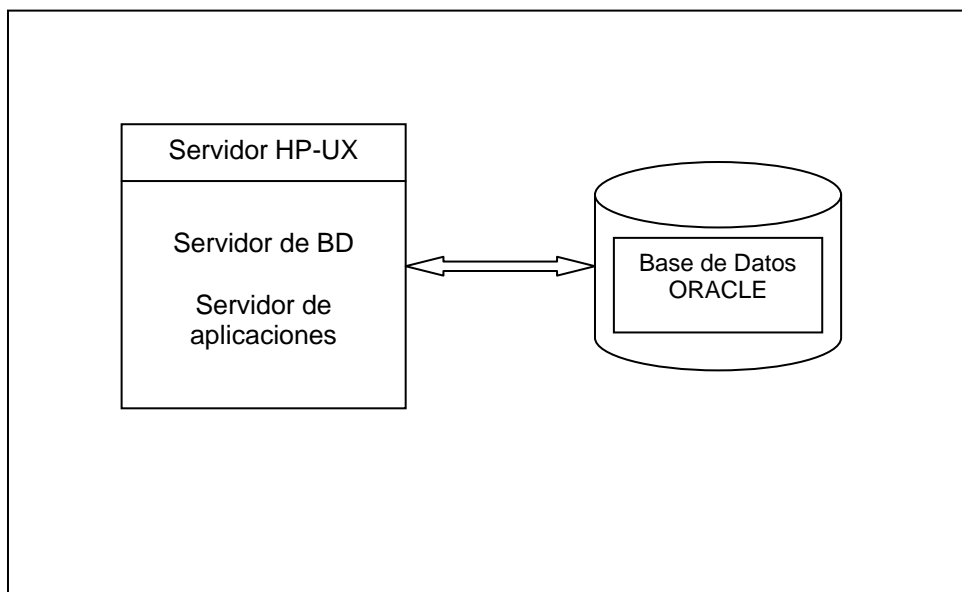 Servidor HP-UX
Servidor de BD
Servidor de
aplicaciones
Base de Datos
ORACLE